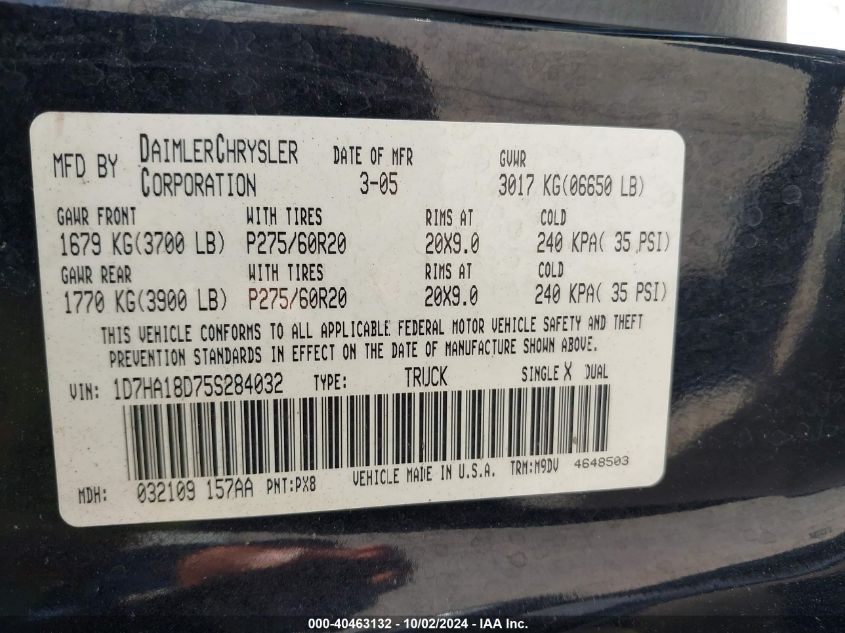 MFD BY DAIMLERCHRYSLER CORPORATION DATE OF MFR 3-05 GVWR 3017 KG(06650 LB)
GAWR FRONT WITH TIRES RIMS AT COLD
1679 KG(3700 LB) P275/60R20 20X9.0 240 KPA( 35 PSI)
GAWR REAR WITH TIRES RIMS AT COLD
1770 KG(3900 LB) P275/60R20 20X9.0 240 KPA( 35 PSI)
THIS VEHICLE CONFORMS TO ALL APPLICABLE FEDERAL MOTOR VEHICLE SAFETY AND THEFT
PREVENTION STANDARDS IN EFFECT ON THE DATE OF MANUFACTURE SHOWN ABOVE.
VIN: 1D7HA18D75S284032 TYPE: TRUCK SINGLE X DUAL
MDH: 032109 157AA PNT:PX8 VEHICLE MADE IN U.S.A. TRM:M9DV 4648503
000-40463132 - 10/02/2024 - IAA Inc.